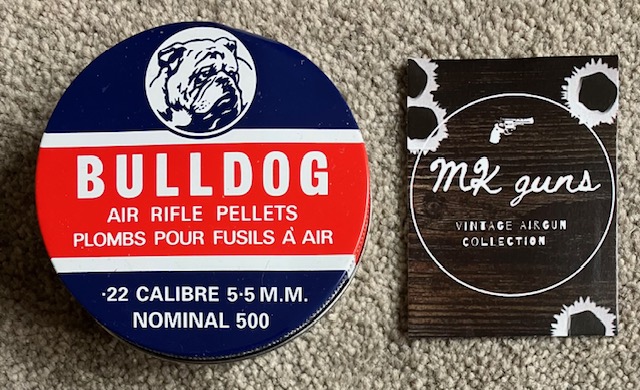 BULLDOG
AIR RIFLE PELLETS
PLOMBS POUR FUSILS À AIR
·22 CALIBRE 5·5 M.M.
NOMINAL 500
MK guns
VINTAGE AIRGUN
COLLECTION